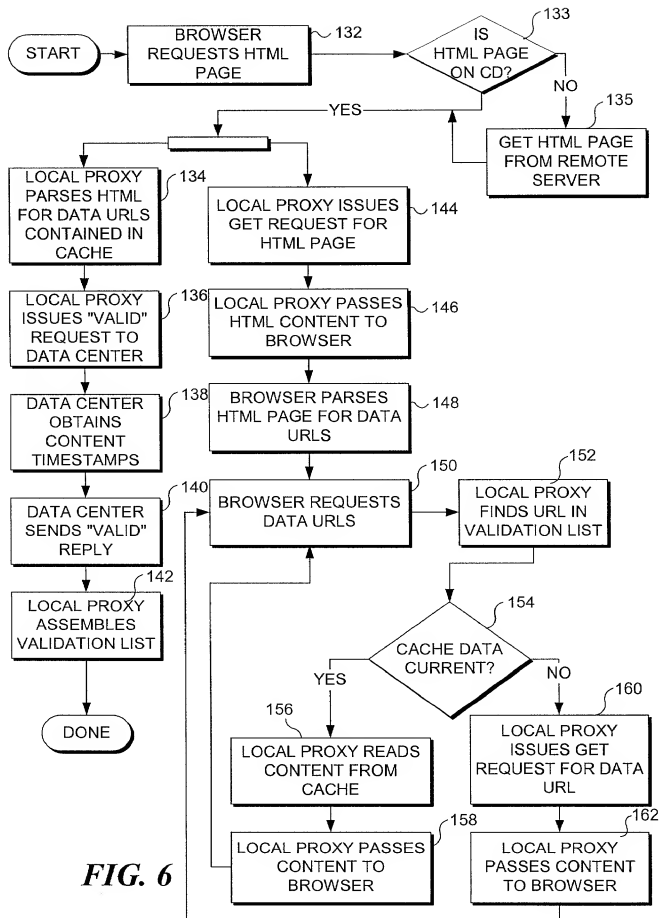 START
BROWSER
REQUESTS HTML
PAGE
132
IS
HTML PAGE
ON CD?
133
NO
YES
135
GET HTML PAGE
FROM REMOTE
SERVER
LOCAL PROXY
PARSES HTML
FOR DATA URLS
CONTAINED IN
CACHE
134
LOCAL PROXY
ISSUES "VALID"
REQUEST TO
DATA CENTER
136
DATA CENTER
OBTAINS
CONTENT
TIMESTAMPS
138
DATA CENTER
SENDS "VALID"
REPLY
140
142
LOCAL PROXY
ASSEMBLES
VALIDATION LIST
DONE
LOCAL PROXY ISSUES
GET REQUEST FOR
HTML PAGE
144
LOCAL PROXY PASSES
HTML CONTENT TO
BROWSER
146
BROWSER PARSES
HTML PAGE FOR DATA
URLS
148
BROWSER REQUESTS
DATA URLS
150
152
LOCAL PROXY
FINDS URL IN
VALIDATION LIST
154
CACHE DATA
CURRENT?
YES
NO
156
LOCAL PROXY READS
CONTENT FROM
CACHE
LOCAL PROXY PASSES
CONTENT TO
BROWSER
158
160
LOCAL PROXY
ISSUES GET
REQUEST FOR DATA
URL
162
LOCAL PROXY
PASSES CONTENT
TO BROWSER
FIG. 6